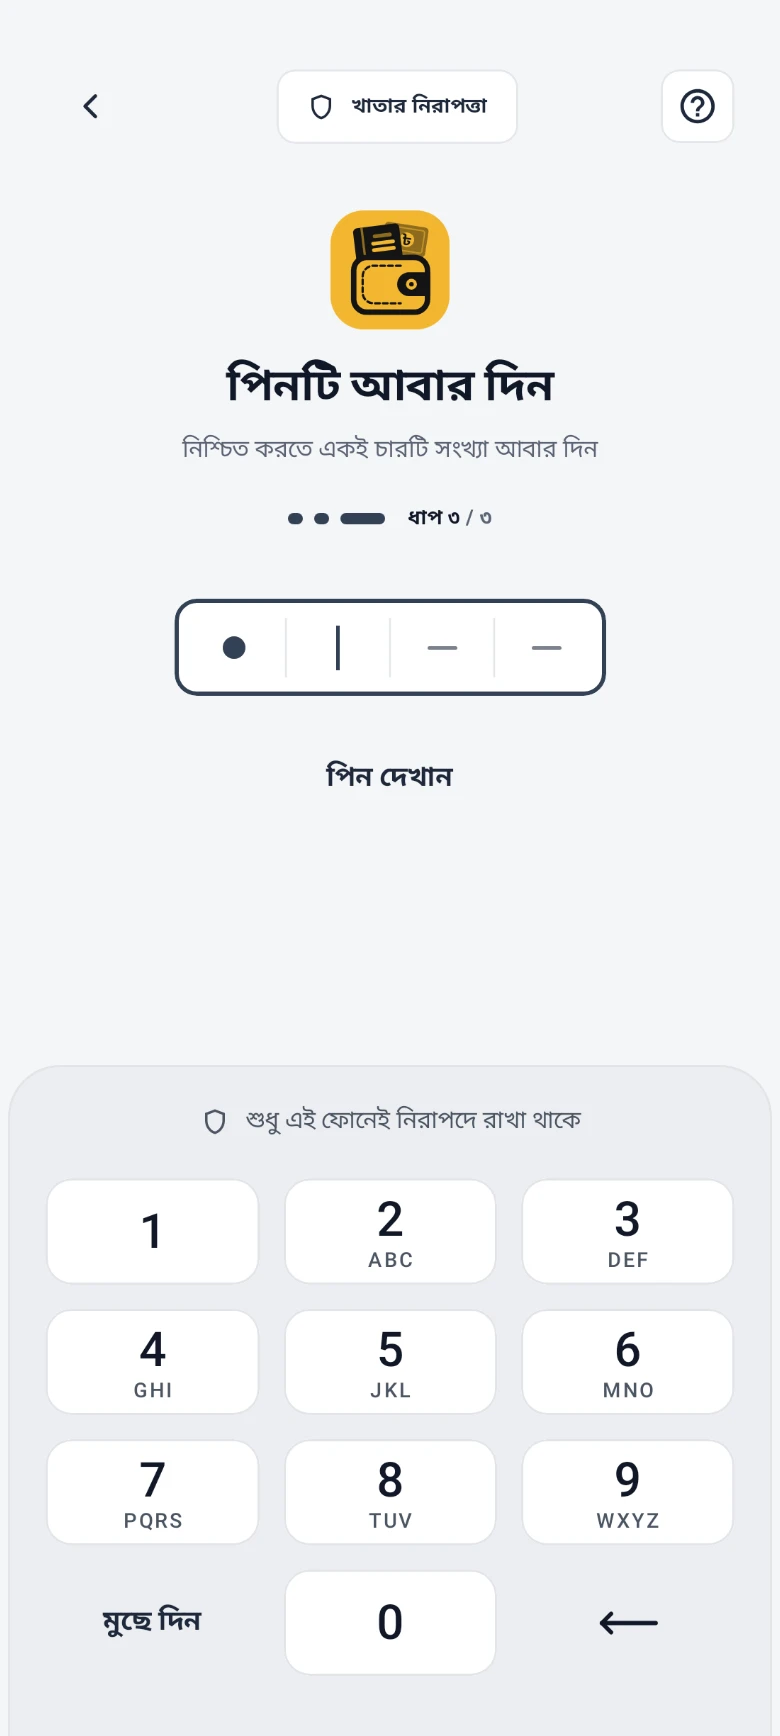 খাতার নিরাপত্তা
পিনটি আবার দিন
নিশ্চিত করতে একই চারটি সংখ্যা আবার দিন
ধাপ ৩ / ৩
পিন দেখান
শুধু এই ফোনেই নিরাপদে রাখা থাকে
1
2
3
ABC
DEF
4
5
6
GHI
JKL
MNO
7
8
9
PQRS
TUV
WXYZ
মুছে দিন
0